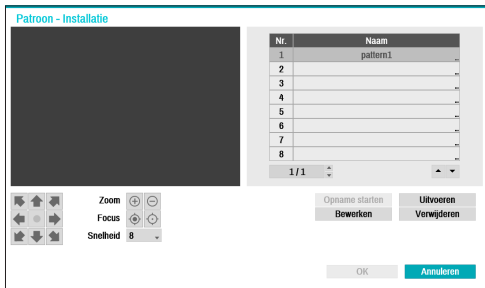 Patroon - Installatie
Nr. Naam
1 pattern1 ...
2 ...
3 ...
4 ...
5 ...
6 ...
7 ...
8 ...
1 / 1
Zoom
Focus
Snelheid 8
Opname starten Uitvoeren
Bewerken Verwijderen
OK Annuleren